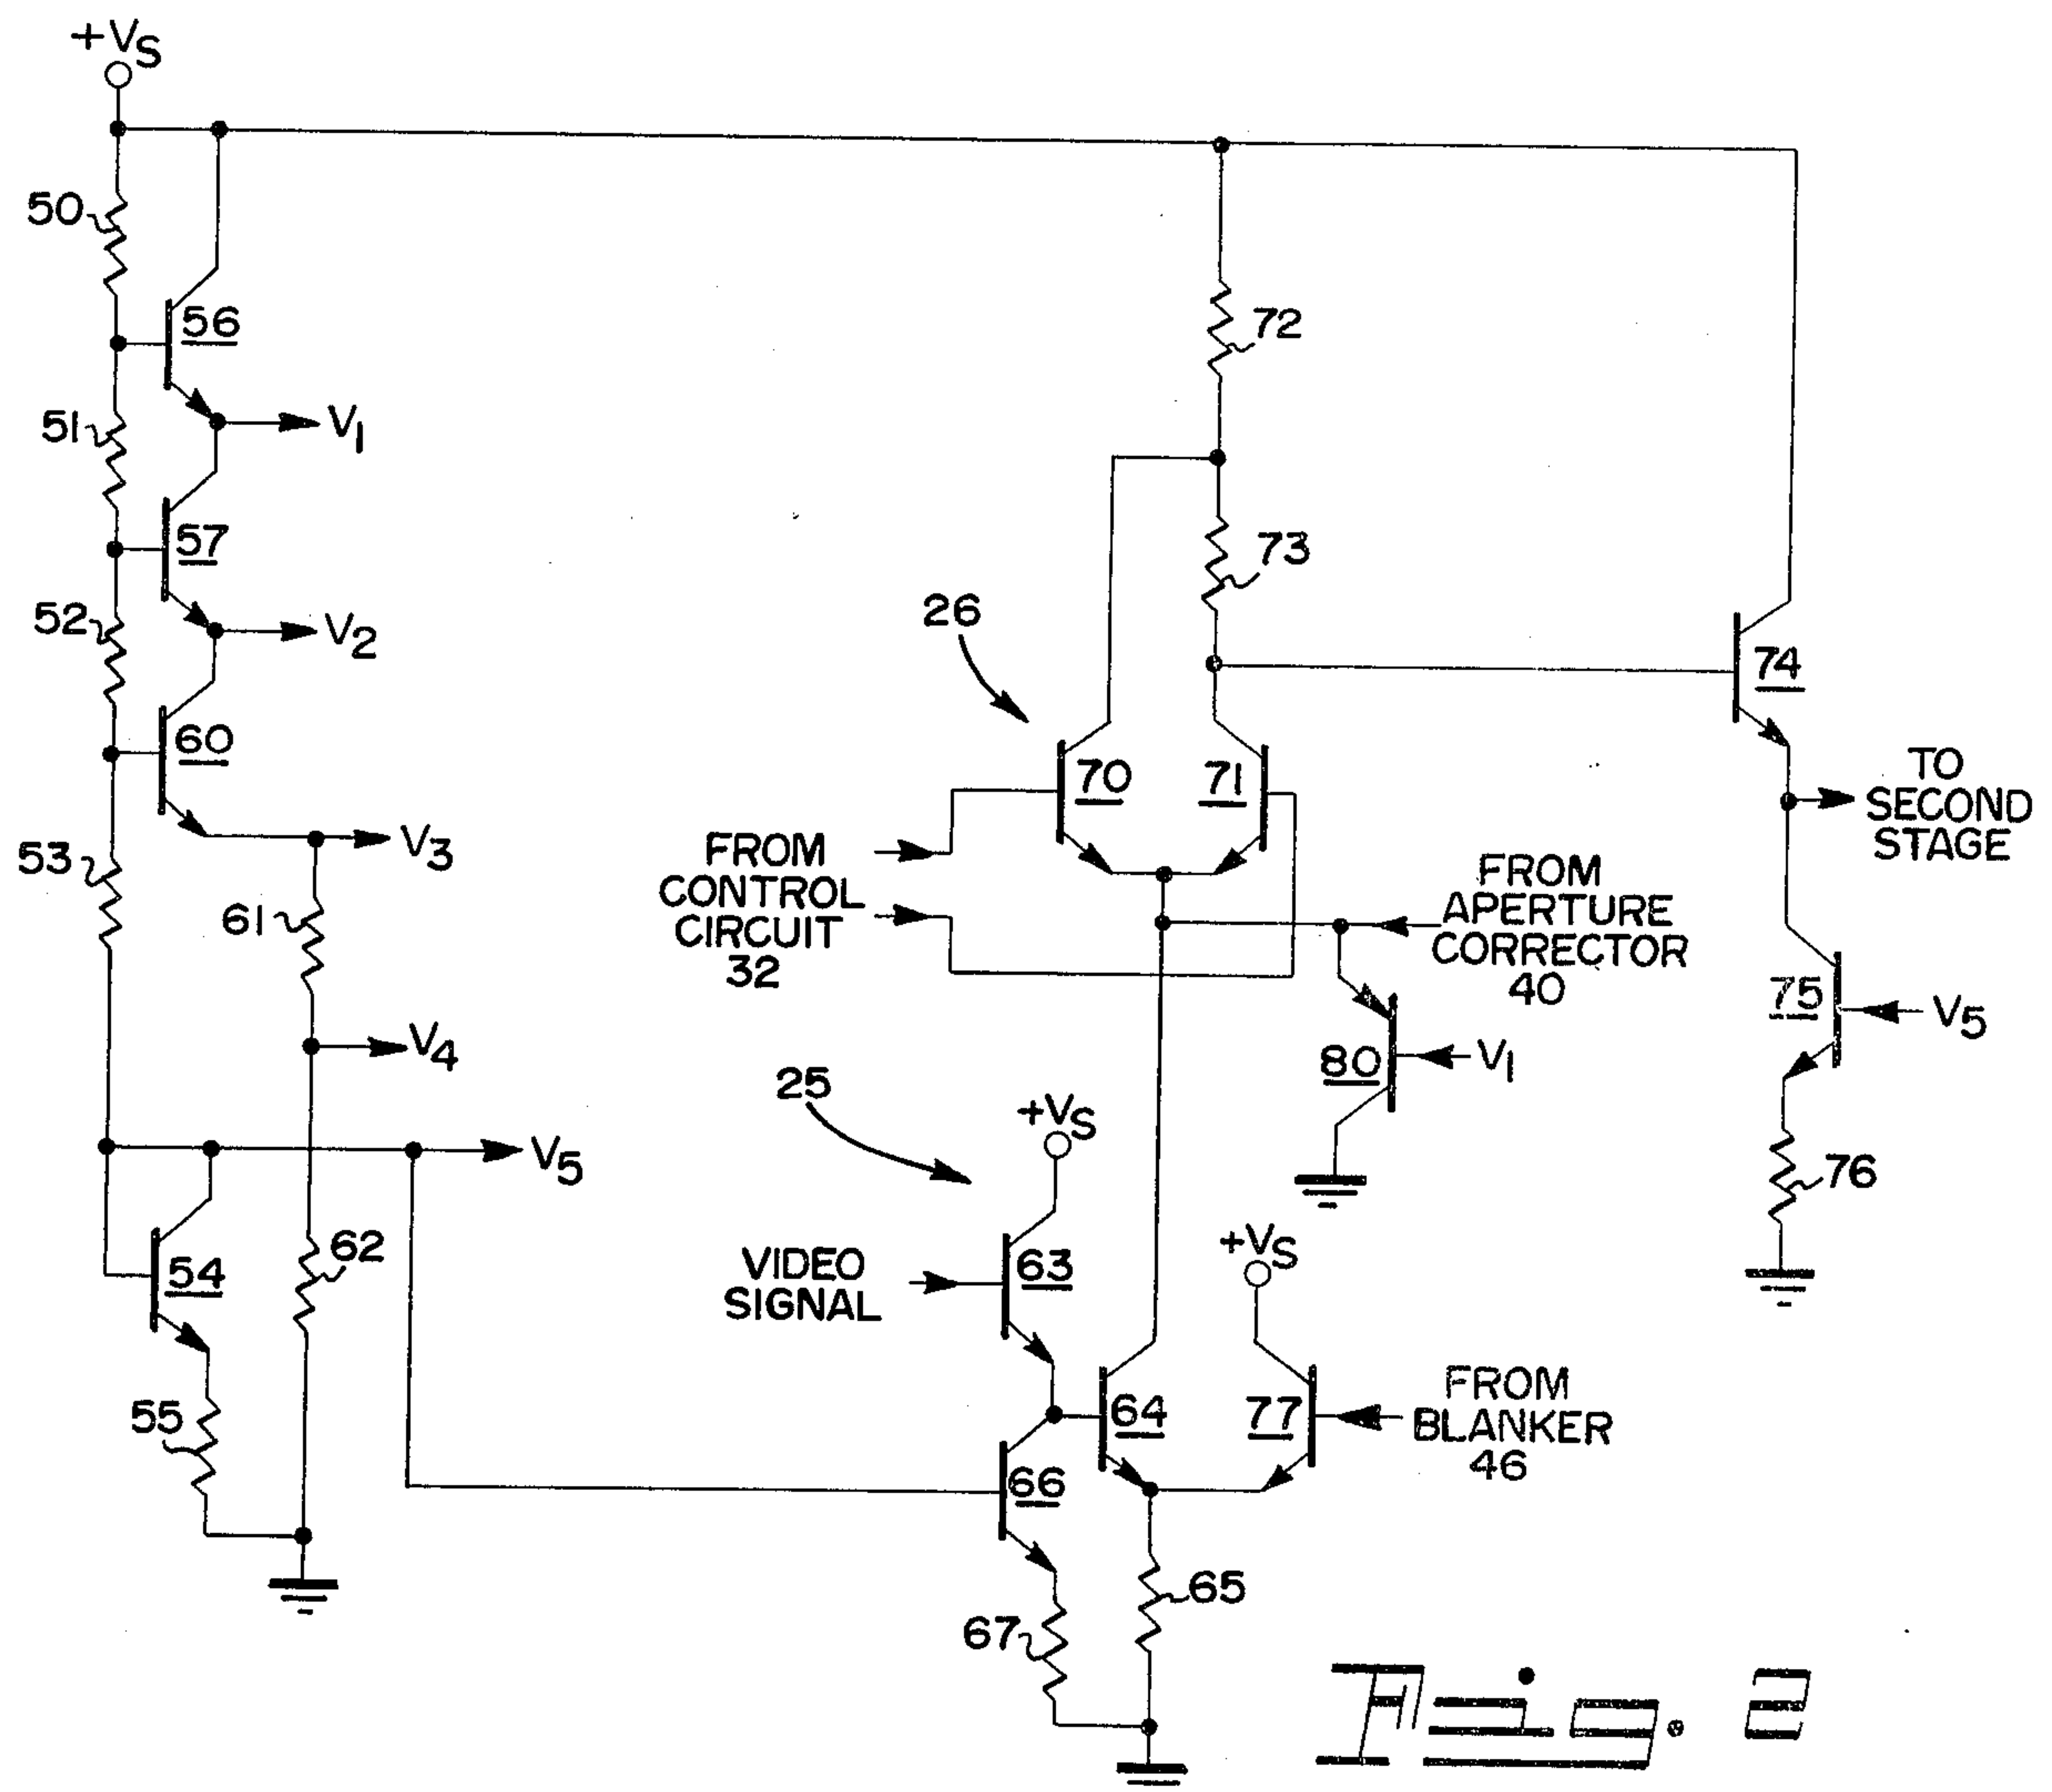 +VS
50
56
51
V1
57
52
V2
60
53
V3
61
V4
V5
54
62
55
72
73
26
70
71
74
TO
SECOND
STAGE
FROM
CONTROL
CIRCUIT
32
FROM
APERTURE
CORRECTOR
40
75
V5
80
V1
76
25
+VS
VIDEO
SIGNAL
63
+VS
64
77
FROM
BLANKER
46
66
65
67
Fig. 2